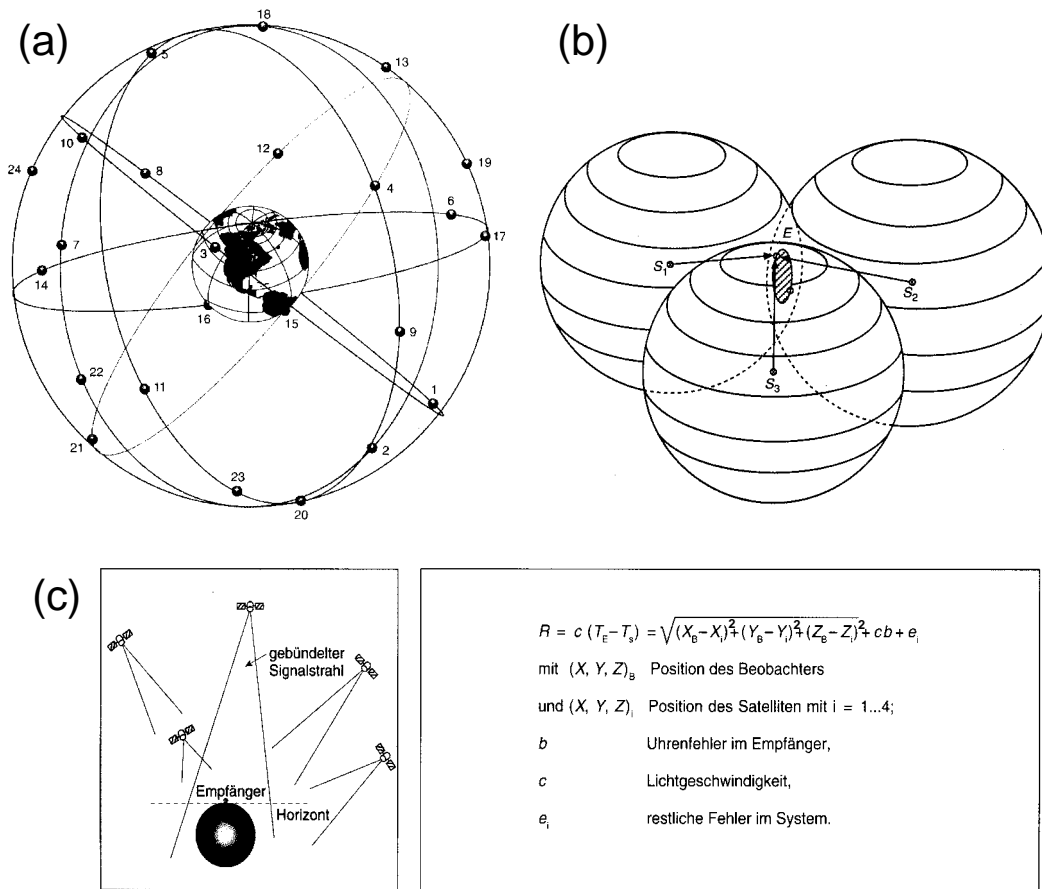 (a)
18
5
13
10
12
19
24
8
4
6
3
7
17
14
16
15
9
22
11
1
21
2
23
20
(b)
E
S₁
S₂
S₃
(c)
gebündelter
Signalstrahl
Empfänger
Horizont
R = c (T_E–T_s) = √(X_B–X_i)²+(Y_B–Y_i)²+(Z_B–Z_i)²+ cb + e_i
mit (X, Y, Z)_B Position des Beobachters
und (X, Y, Z)_i Position des Satelliten mit i = 1...4;
b Uhrenfehler im Empfänger,
c Lichtgeschwindigkeit,
e_i restliche Fehler im System.